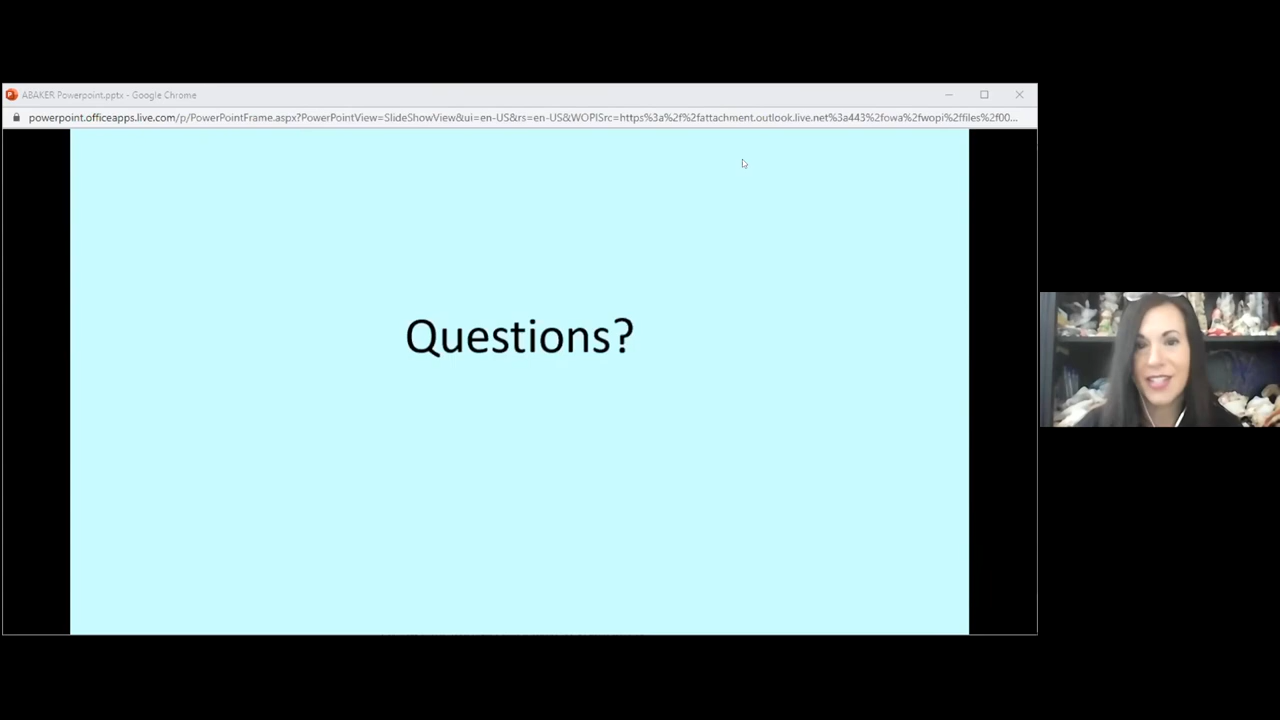 ABAKER Powerpoint.pptx - Google Chrome
powerpoint.officeapps.live.com/p/PowerPointFrame.aspx?PowerPointView=SlideShowView&ui=en-US&rs=en-US&WOPISrc=https%3a%2f%2fattachment.outlook.live.net%3a443%2fowa%2fwopi%2ffiles%2f00...
Questions?